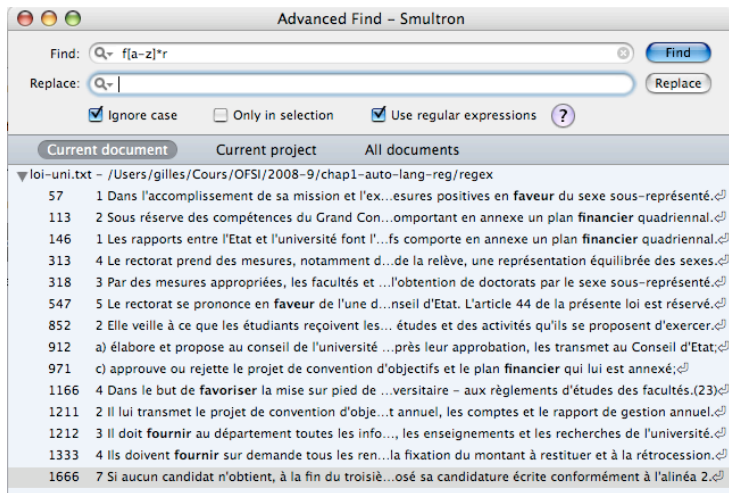 Advanced Find – Smultron
Find: f[a-z]*r Find
Replace: Replace
Ignore case Only in selection Use regular expressions ?
Current document Current project All documents
loi-uni.txt – /Users/gilles/Cours/OFSI/2008-9/chap1-auto-lang-reg/regex
57 1 Dans l'accomplissement de sa mission et l'ex...esures positives en faveur du sexe sous-représenté.⏎
113 2 Sous réserve des compétences du Grand Con...omportant en annexe un plan financier quadriennal.⏎
146 1 Les rapports entre l'Etat et l'université font l'...fs comporte en annexe un plan financier quadriennal.⏎
313 4 Le rectorat prend des mesures, notamment d...de la relève, une représentation équilibrée des sexes.⏎
318 3 Par des mesures appropriées, les facultés et ...l'obtention de doctorats par le sexe sous-représenté.⏎
547 5 Le rectorat se prononce en faveur de l'une d...nseil d'Etat. L'article 44 de la présente loi est réservé.⏎
852 2 Elle veille à ce que les étudiants reçoivent les... études et des activités qu'ils se proposent d'exercer.⏎
912 a) élabore et propose au conseil de l'université ...près leur approbation, les transmet au Conseil d'Etat;⏎
971 c) approuve ou rejette le projet de convention d'objectifs et le plan financier qui lui est annexé;⏎
1166 4 Dans le but de favoriser la mise sur pied de ...versitaire – aux règlements d'études des facultés.(23)⏎
1211 2 Il lui transmet le projet de convention d'obje...t annuel, les comptes et le rapport de gestion annuel.⏎
1212 3 Il doit fournir au département toutes les info..., les enseignements et les recherches de l'université.⏎
1333 4 Ils doivent fournir sur demande tous les ren...la fixation du montant à restituer et à la rétrocession.⏎
1666 7 Si aucun candidat n'obtient, à la fin du troisiè...osé sa candidature écrite conformément à l'alinéa 2.⏎